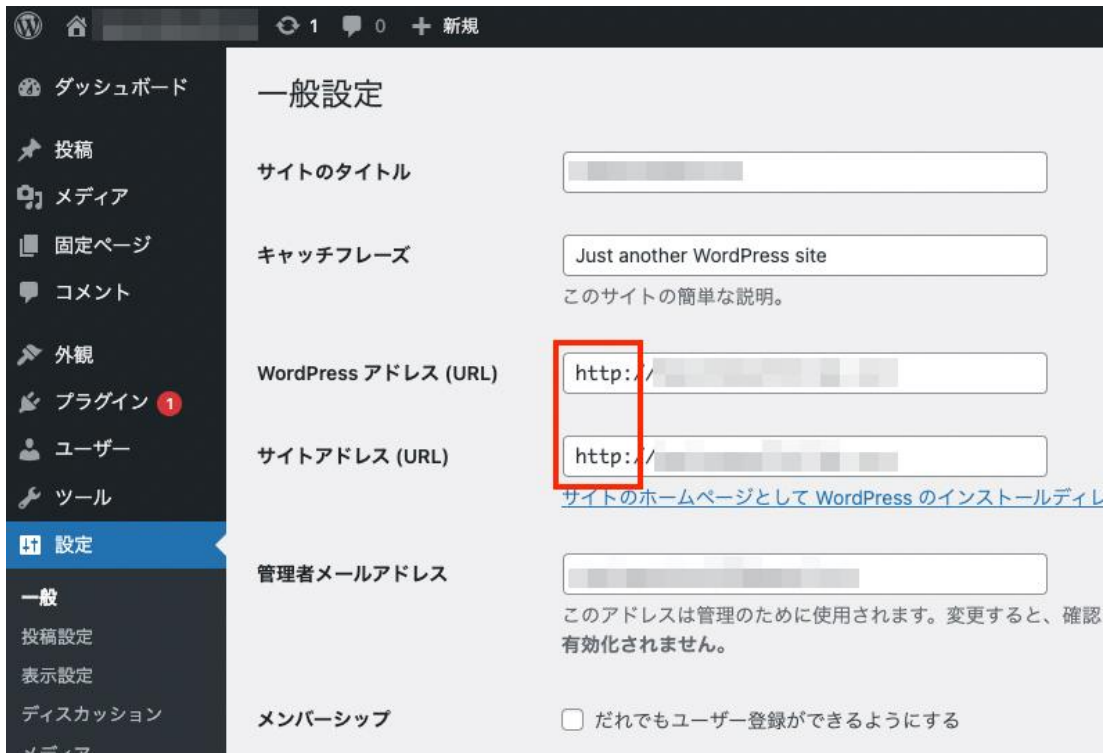 1 0 新規
ダッシュボード
投稿
メディア
固定ページ
コメント
外観
プラグイン 1
ユーザー
ツール
設定
一般
投稿設定
表示設定
ディスカッション
メディア
一般設定
サイトのタイトル
キャッチフレーズ
Just another WordPress site
このサイトの簡単な説明。
WordPress アドレス (URL)
http://
サイトアドレス (URL)
http://
サイトのホームページとして WordPress のインストールディレ
管理者メールアドレス
このアドレスは管理のために使用されます。変更すると、確認
有効化されません。
メンバーシップ
だれでもユーザー登録ができるようにする